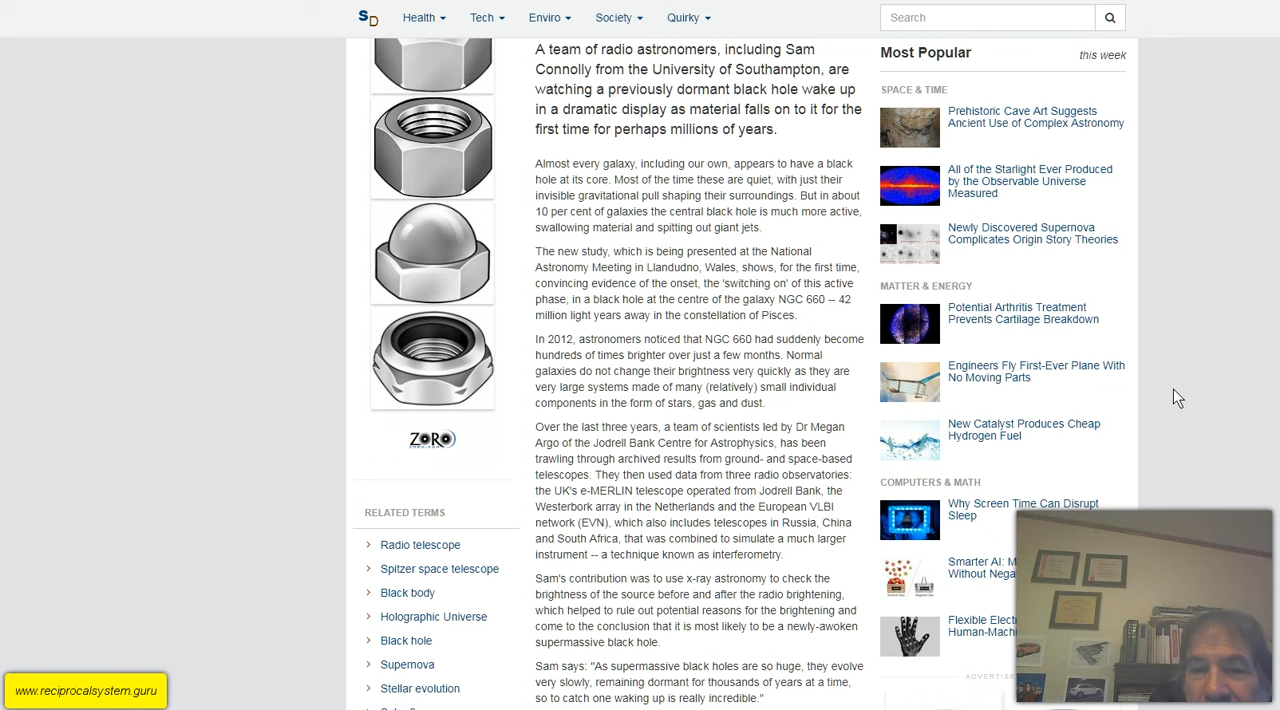 SD
Health
Tech
Enviro
Society
Quirky
Search
A team of radio astronomers, including Sam
Connolly from the University of Southampton, are
watching a previously dormant black hole wake up
in a dramatic display as material falls on to it for the
first time for perhaps millions of years.
Almost every galaxy, including our own, appears to have a black
hole at its core. Most of the time these are quiet, with just their
invisible gravitational pull shaping their surroundings. But in about
10 per cent of galaxies the central black hole is much more active,
swallowing material and spitting out giant jets.
The new study, which is being presented at the National
Astronomy Meeting in Llandudno, Wales, shows, for the first time,
convincing evidence of the onset, the 'switching on' of this active
phase, in a black hole at the centre of the galaxy NGC 660 -- 42
million light years away in the constellation of Pisces.
In 2012, astronomers noticed that NGC 660 had suddenly become
hundreds of times brighter over just a few months. Normal
galaxies do not change their brightness very quickly as they are
very large systems made of many (relatively) small individual
components in the form of stars, gas and dust.
Over the last three years, a team of scientists led by Dr Megan
Argo of the Jodrell Bank Centre for Astrophysics, has been
trawling through archived results from ground- and space-based
telescopes. They then used data from three radio observatories:
the UK's e-MERLIN telescope operated from Jodrell Bank, the
Westerbork array in the Netherlands and the European VLBI
network (EVN), which also includes telescopes in Russia, China
and South Africa, that was combined to simulate a much larger
instrument -- a technique known as interferometry.
Sam's contribution was to use x-ray astronomy to check the
brightness of the source before and after the radio brightening,
which helped to rule out potential reasons for the brightening and
come to the conclusion that it is most likely to be a newly-awoken
supermassive black hole.
Sam says: "As supermassive black holes are so huge, they evolve
very slowly, remaining dormant for thousands of years at a time,
so to catch one waking up is really incredible."
ZORO
RELATED TERMS
Radio telescope
Spitzer space telescope
Black body
Holographic Universe
Black hole
Supernova
Stellar evolution
www.reciprocalsystem.guru
Most Popular
this week
SPACE & TIME
Prehistoric Cave Art Suggests
Ancient Use of Complex Astronomy
All of the Starlight Ever Produced
by the Observable Universe
Measured
Newly Discovered Supernova
Complicates Origin Story Theories
MATTER & ENERGY
Potential Arthritis Treatment
Prevents Cartilage Breakdown
Engineers Fly First-Ever Plane With
No Moving Parts
New Catalyst Produces Cheap
Hydrogen Fuel
COMPUTERS & MATH
Why Screen Time Can Disrupt
Sleep
Smarter AI: M
Without Nega
Flexible Elect
Human-Mach
ADVERTISE